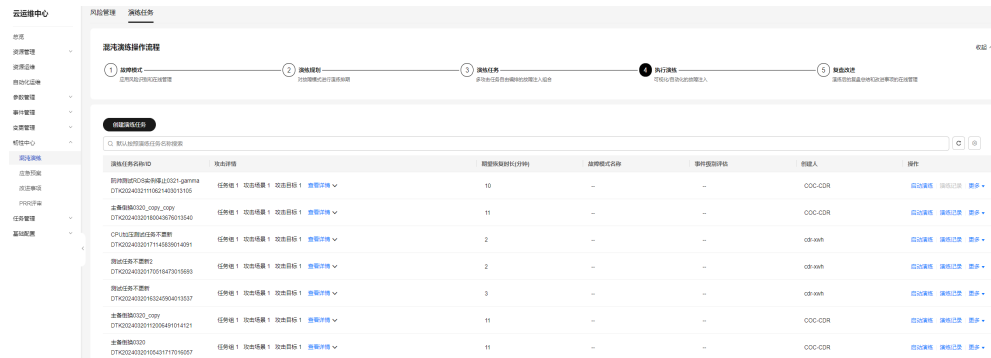 云运维中心
风险管理 演练任务
总览
资源管理
资源运维
自动化运维
参数管理
事件管理
变更管理
韧性中心
混沌演练
应急预案
改进事项
PRR评审
任务管理
基础配置
混沌演练操作流程
收起
1 故障模式
应用风险识别和在线管理
2 演练规划
对故障模式进行演练拆解
3 演练任务
多攻击任务自由编排的故障注入组合
4 执行演练
可视化/自动化的故障注入
5 复盘改进
演练后的复盘总结和改进事项的在线管理
创建演练任务
默认按照演练任务名称搜索
演练任务名称/ID 攻击详情 期望恢复时长(分钟) 故障模式名称 事件级别评估 创建人 操作
测试RDS实例停止0321-gamma
DTK2024032111062140301310​5
任务组 1 攻击场景 1 攻击目标 1 查看详情 10 -- -- COC-CDR 启动演练 演练记录 更多
主备倒换0320_copy_copy
DTK20240320180043676013540
任务组 1 攻击场景 1 攻击目标 1 查看详情 11 -- -- COC-CDR 启动演练 演练记录 更多
CPU加压测试任务不更新
DTK20240320171145839014091
任务组 1 攻击场景 1 攻击目标 1 查看详情 2 -- -- cdr-xwh 启动演练 演练记录 更多
测试任务不更新2
DTK20240320170518473015693
任务组 1 攻击场景 1 攻击目标 1 查看详情 2 -- -- cdr-xwh 启动演练 演练记录 更多
测试任务不更新
DTK20240320163245904013537
任务组 1 攻击场景 1 攻击目标 1 查看详情 3 -- -- cdr-xwh 启动演练 演练记录 更多
主备倒换0320_copy
DTK20240320112006491014121
任务组 1 攻击场景 1 攻击目标 1 查看详情 11 -- -- COC-CDR 启动演练 演练记录 更多
主备倒换0320
DTK20240320105431717016057
任务组 1 攻击场景 1 攻击目标 1 查看详情 11 -- -- COC-CDR 启动演练 演练记录 更多